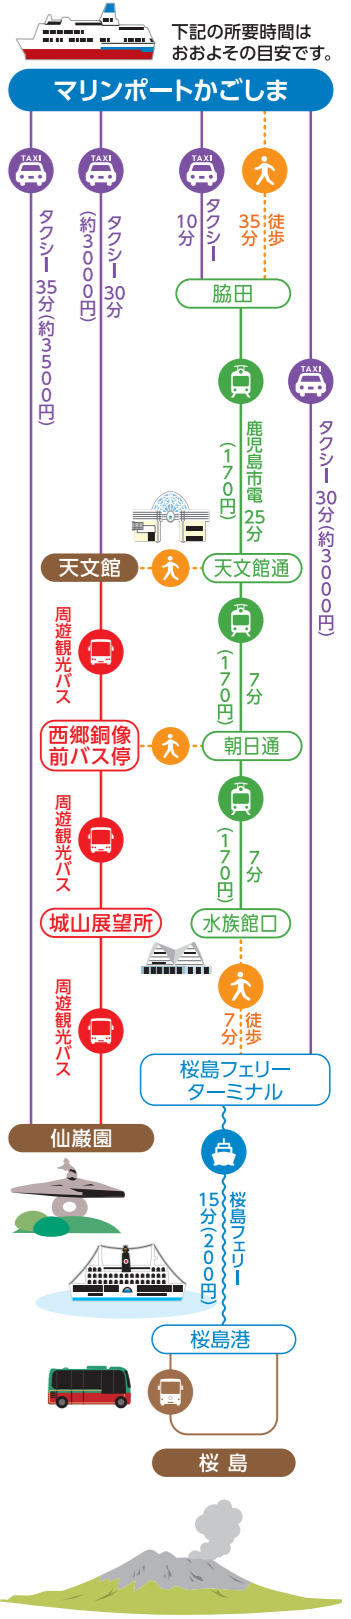 下記の所要時間は
おおよその目安です。
マリンポートかごしま
TAXI
TAXI
TAXI
タクシー
10分
徒歩
35分
タクシー 35分(約3500円)
タクシー 30分
(約3000円)
脇田
TAXI
タクシー 30分(約3000円)
鹿児島市電 25分
(170円)
天文館
天文館通
周遊観光バス
7分
(170円)
西郷銅像
前バス停
朝日通
周遊観光バス
7分
(170円)
城山展望所
水族館口
周遊観光バス
徒歩
7分
桜島フェリー
ターミナル
仙巌園
桜島フェリー
15分(200円)
桜島港
桜 島